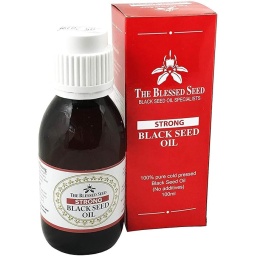 THE BLESSED SEED
BLACK SEED OIL SPECIALISTS
STRONG
BLACK SEED
OIL
100% pure cold pressed
Black Seed Oil
(No additives)
100ml
THE BLESSED SEED
STRONG
BLACK SEED
OIL